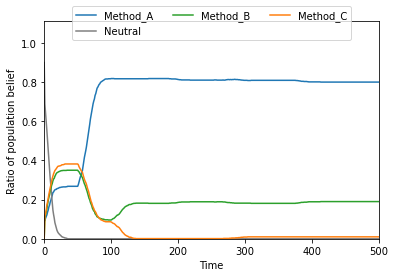 Method_A Method_B Method_C
Neutral
1.0
0.8
0.6
0.4
0.2
0.0
Ratio of population belief
0 100 200 300 400 500
Time